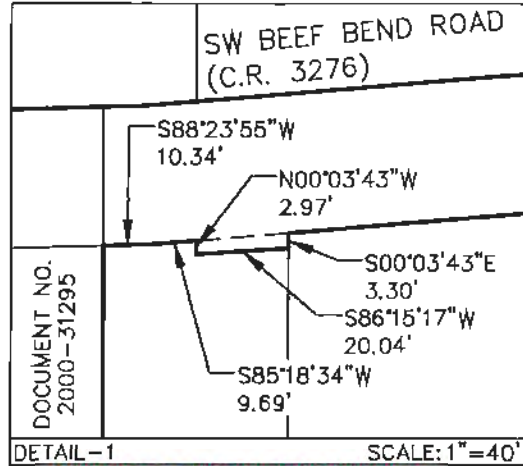 SW BEEF BEND ROAD
(C.R. 3276)
S88°23'55"W
10.34'
N00°03'43"W
2.97'
S00°03'43"E
3.30'
S86°15'17"W
20.04'
S85°18'34"W
9.69'
DOCUMENT NO.
2000-31295
DETAIL-1
SCALE: 1"=40'